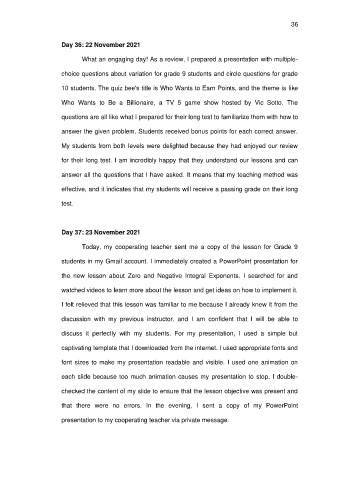 36
Day 36: 22 November 2021
What an engaging day! As a review, I prepared a presentation with multiple-
choice questions about variation for grade 9 students and circle questions for grade
10 students. The quiz bee's title is Who Wants to Earn Points, and the theme is like
Who Wants to Be a Billionaire, a TV 5 game show hosted by Vic Sotto. The
questions are all like what I prepared for their long test to familiarize them with how to
answer the given problem. Students received bonus points for each correct answer.
My students from both levels were delighted because they had enjoyed our review
for their long test. I am incredibly happy that they understand our lessons and can
answer all the questions that I have asked. It means that my teaching method was
effective, and it indicates that my students will receive a passing grade on their long
test.
Day 37: 23 November 2021
Today, my cooperating teacher sent me a copy of the lesson for Grade 9
students in my Gmail account. I immediately created a PowerPoint presentation for
the new lesson about Zero and Negative Integral Exponents. I searched for and
watched videos to learn more about the lesson and get ideas on how to implement it.
I felt relieved that this lesson was familiar to me because I already knew it from the
discussion with my previous instructor, and I am confident that I will be able to
discuss it perfectly with my students. For my presentation, I used a simple but
captivating template that I downloaded from the internet. I used appropriate fonts and
font sizes to make my presentation readable and visible. I used one animation on
each slide because too much animation causes my presentation to stop. I double-
checked the content of my slide to ensure that the lesson objective was present and
that there were no errors. In the evening, I sent a copy of my PowerPoint
presentation to my cooperating teacher via private message.